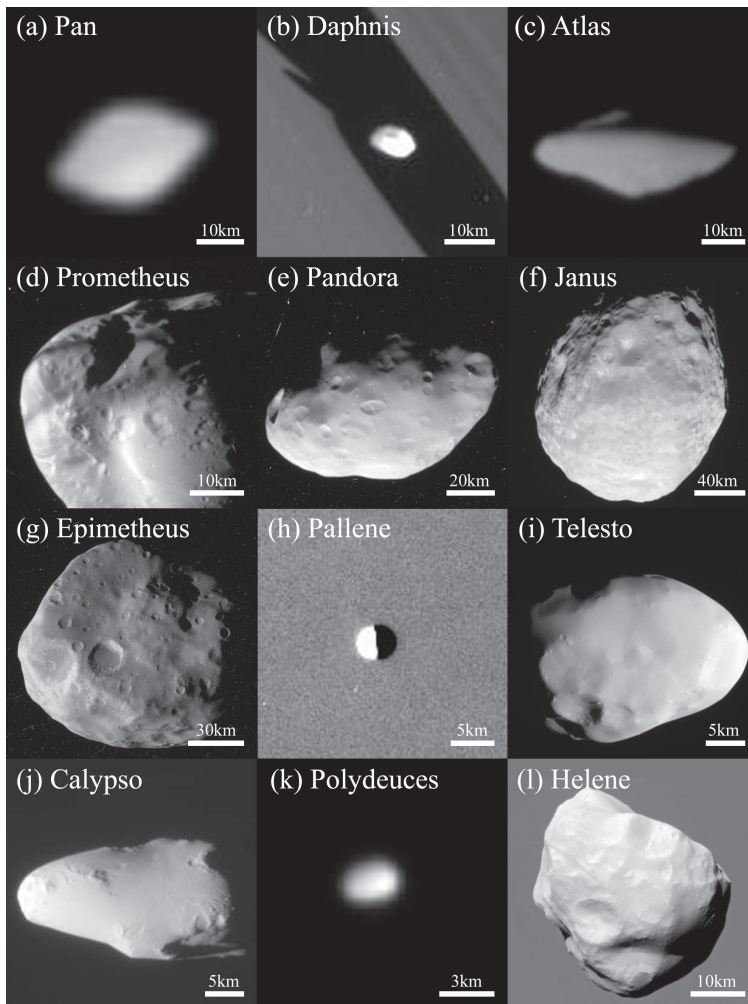 (a) Pan
(b) Daphnis
(c) Atlas
10km
10km
10km
(d) Prometheus
(e) Pandora
(f) Janus
10km
20km
40km
(g) Epimetheus
(h) Pallene
(i) Telesto
30km
5km
5km
(j) Calypso
(k) Polydeuces
(l) Helene
5km
3km
10km